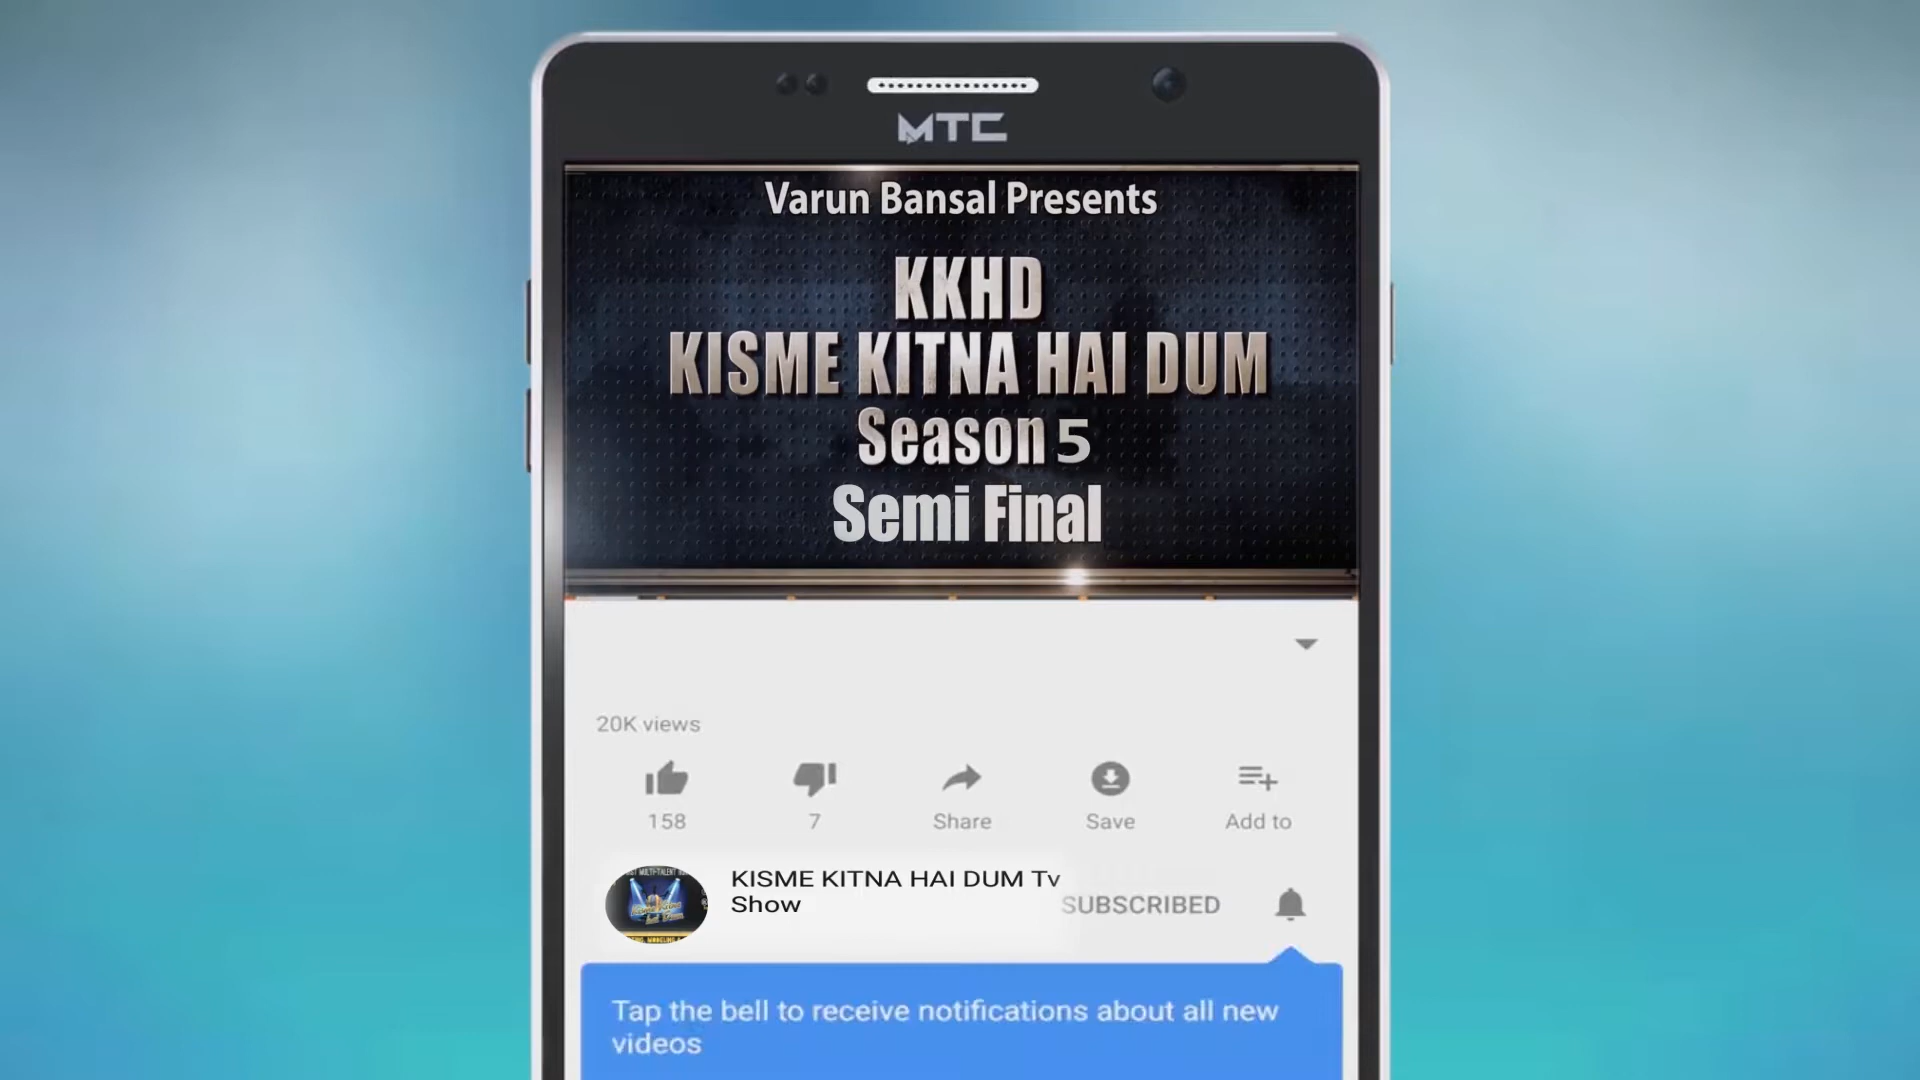 MTC
Varun Bansal Presents
KKHD
KISME KITNA HAI DUM
Season 5
Semi Final
20K views
158
7
Share
Save
Add to
KISME KITNA HAI DUM Tv
Show
SUBSCRIBED
Tap the bell to receive notifications about all new
videos